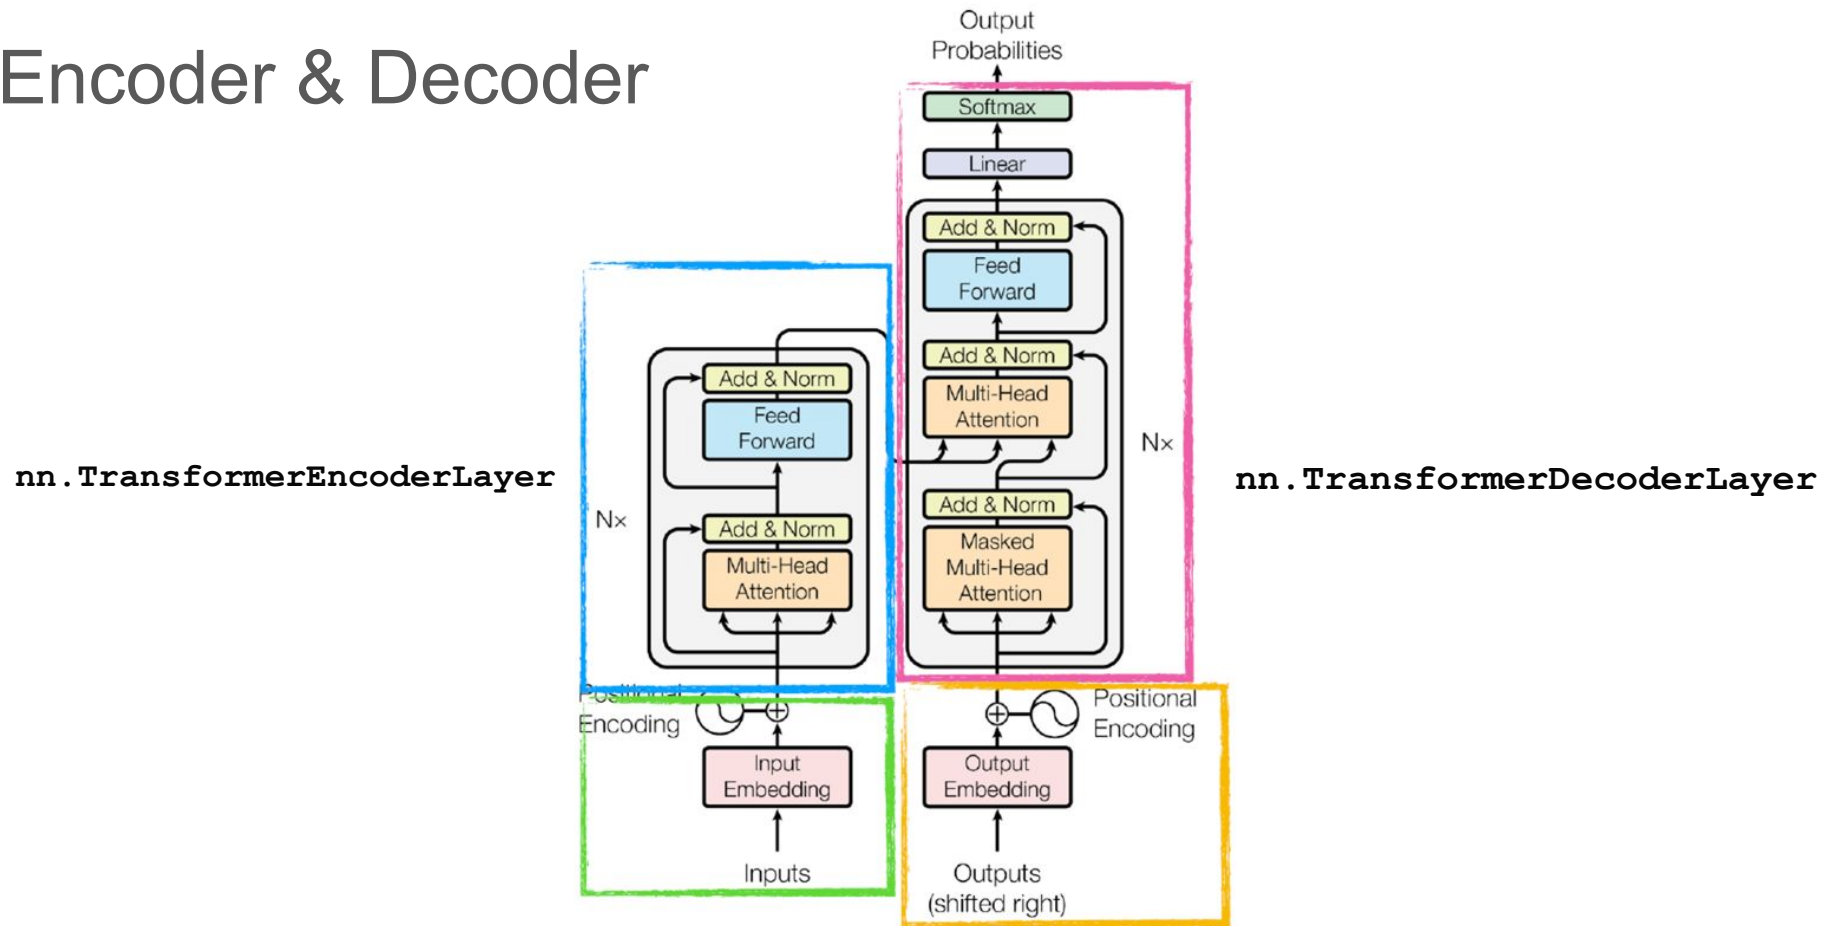 Encoder & Decoder
Output
Probabilities
Softmax
Linear
Add & Norm
Feed
Forward
Add & Norm
Multi-Head
Attention
Nx
Add & Norm
Masked
Multi-Head
Attention
nn.TransformerDecoderLayer
Positional
Encoding
Output
Embedding
Outputs
(shifted right)
nn.TransformerEncoderLayer
Add & Norm
Feed
Forward
Nx
Add & Norm
Multi-Head
Attention
Positional
Encoding
Input
Embedding
Inputs